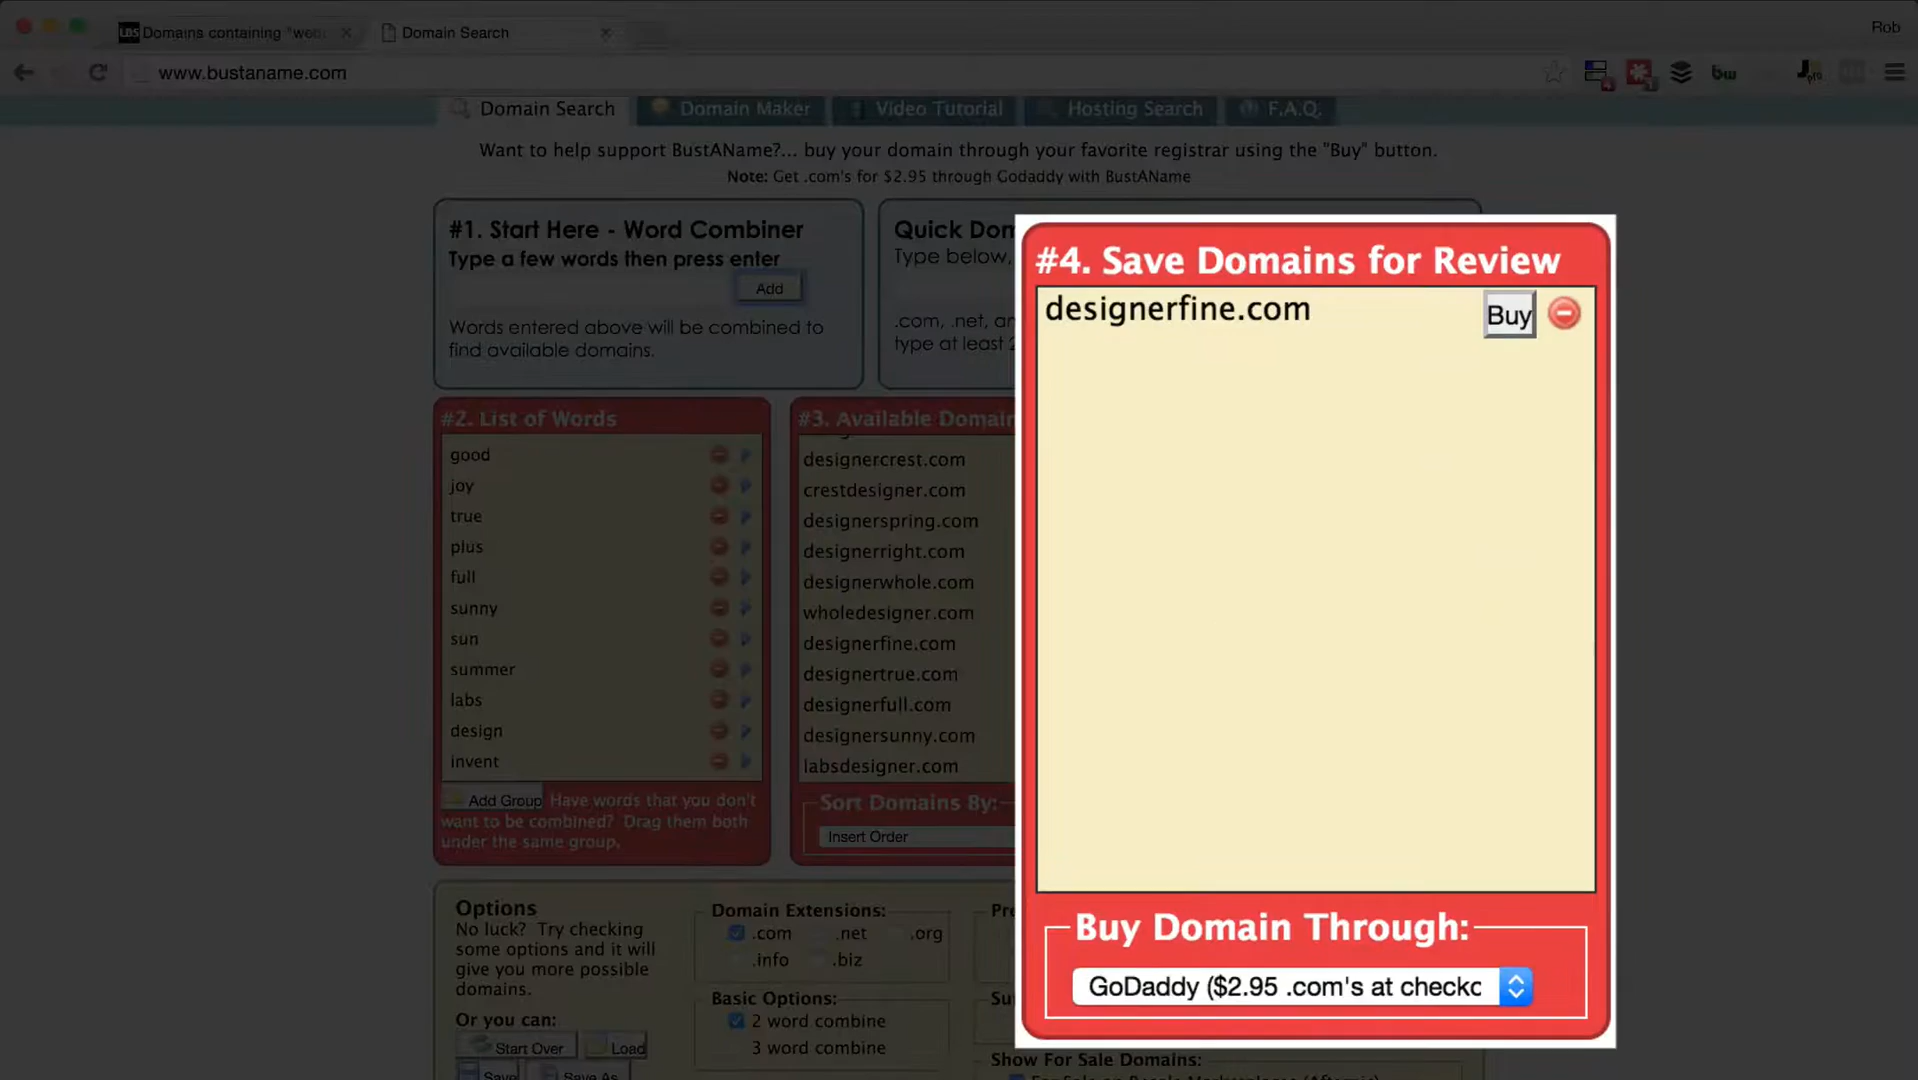 Rob
LBS Domains containing "web
Domain Search
www.bustaname.com
Domain Search
Domain Maker
Video Tutorial
Hosting Search
F.A.Q.
Want to help support BustAName?... buy your domain through your favorite registrar using the "Buy" button.
Note: Get .com's for $2.95 through Godaddy with BustAName
#1. Start Here - Word Combiner
Type a few words then press enter
Add
Words entered above will be combined to
find available domains.
Quick Dom
Type below,
.com, .net, an
type at least 2
#2. List of Words
good
joy
true
plus
full
sunny
sun
summer
labs
design
invent
Add Group Have words that you don't
want to be combined? Drag them both
under the same group.
#3. Available Domain
designercrest.com
crestdesigner.com
designerspring.com
designerright.com
designerwhole.com
wholedesigner.com
designerfine.com
designertrue.com
designerfull.com
designersunny.com
labsdesigner.com
Sort Domains By:
Insert Order
#4. Save Domains for Review
designerfine.com
Buy
Buy Domain Through:
GoDaddy ($2.95 .com's at checko
Options
No luck? Try checking
some options and it will
give you more possible
domains.
Or you can:
Start Over
Load
Save
Save As
Domain Extensions:
.com .net .org
.info .biz
Basic Options:
2 word combine
3 word combine
Pre
Su
Show For Sale Domains: